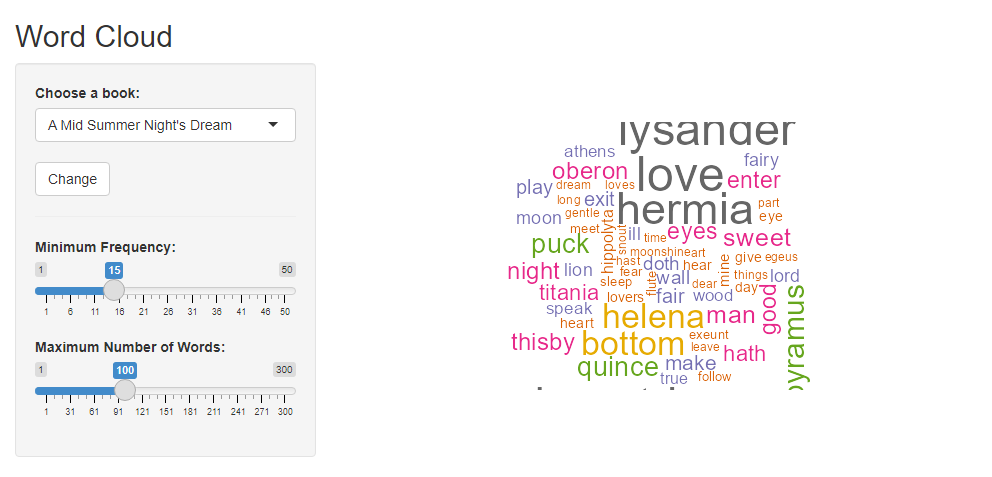 Word Cloud
Choose a book:
A Mid Summer Night's Dream
Change
Minimum Frequency:
1 15 50
1 6 11 16 21 26 31 36 41 46 50
Maximum Number of Words:
1 100 300
1 31 61 91 121 151 181 211 241 271 300
lysander
athens
fairy
oberon
love
enter
play
dream
loves
long
exit
hermia
part
moon
gentle
eye
meet
hippolyta
snout
ill
time
eyes
sweet
puck
moonshine
art
give
egeus
night
lion
hast
fear
doth
hear
mine
things
lord
sleep
flute
wall
dear
day
titania
lovers
fair
wood
good
pyramus
speak
heart
helena
man
thisby
bottom
exeunt
leave
hath
quince
make
true
follow